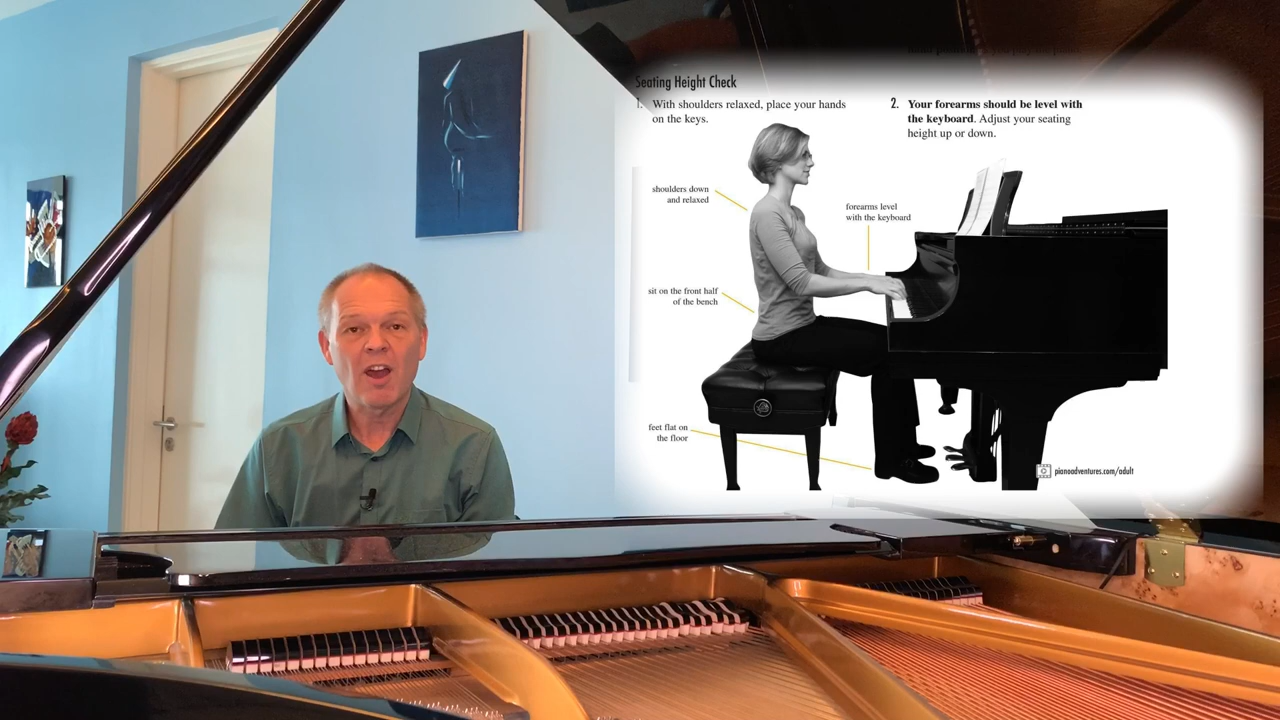 Seating Height Check
1. With shoulders relaxed, place your hands
on the keys.
2. Your forearms should be level with
the keyboard. Adjust your seating
height up or down.
shoulders down
and relaxed
forearms level
with the keyboard
sit on the front half
of the bench
feet flat on
the floor
pianoadventures.com/adult